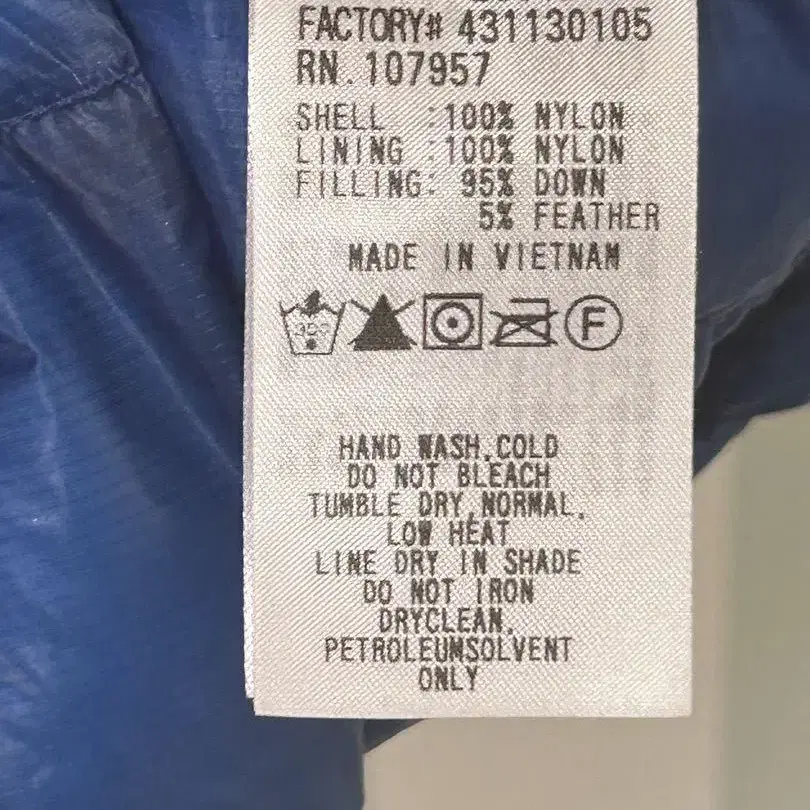 FACTORY# 431130105
RN. 107957
SHELL :100% NYLON
LINING :100% NYLON
FILLING: 95% DOWN
5% FEATHER
MADE IN VIETNAM
F
HAND WASH,COLD
DO NOT BLEACH
TUMBLE DRY,NORMAL,
LOW HEAT
LINE DRY IN SHADE
DO NOT IRON
DRYCLEAN,
PETROLEUMSOLVENT
ONLY